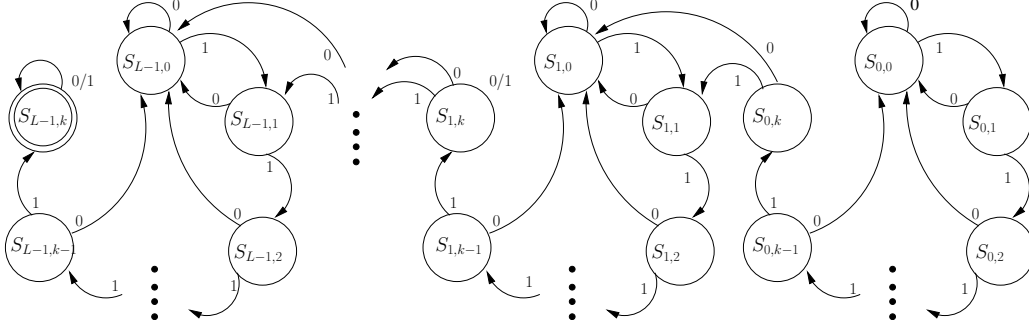 0 0 0
S_{L−1,0} 1 0 S_{1,0} 1 0 S_{0,0} 1
0/1 0 1 0 0/1 1 0 1 0
S_{L−1,k} S_{L−1,1} S_{1,k} S_{1,1} S_{0,k} S_{0,1}
1 1 1
1 0 0 1 0 0 1 0 0
S_{L−1,k−1} S_{L−1,2} S_{1,k−1} S_{1,2} S_{0,k−1} S_{0,2}
1 1 1 1 1 1